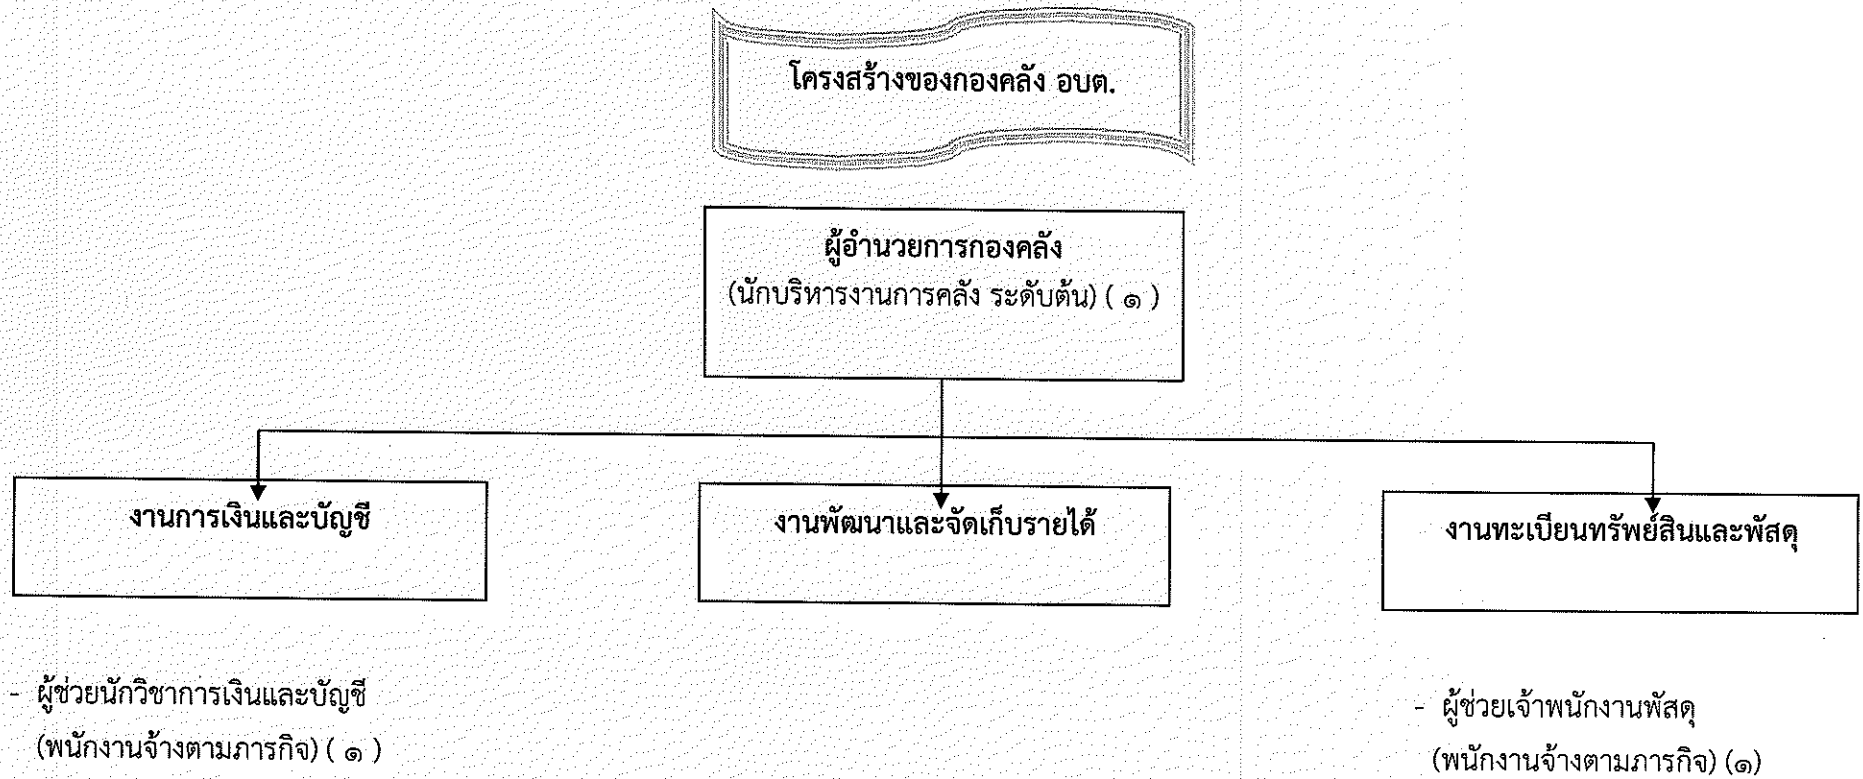 โครงสร้างของกองคลัง อบต.
ผู้อำนวยการกองคลัง
(นักบริหารงานการคลัง ระดับต้น) ( ๑ )
งานการเงินและบัญชี
งานพัฒนาและจัดเก็บรายได้
งานทะเบียนทรัพย์สินและพัสดุ
- ผู้ช่วยนักวิชาการเงินและบัญชี
(พนักงานจ้างตามภารกิจ) ( ๑ )
- ผู้ช่วยเจ้าพนักงานพัสดุ
(พนักงานจ้างตามภารกิจ) (๑)